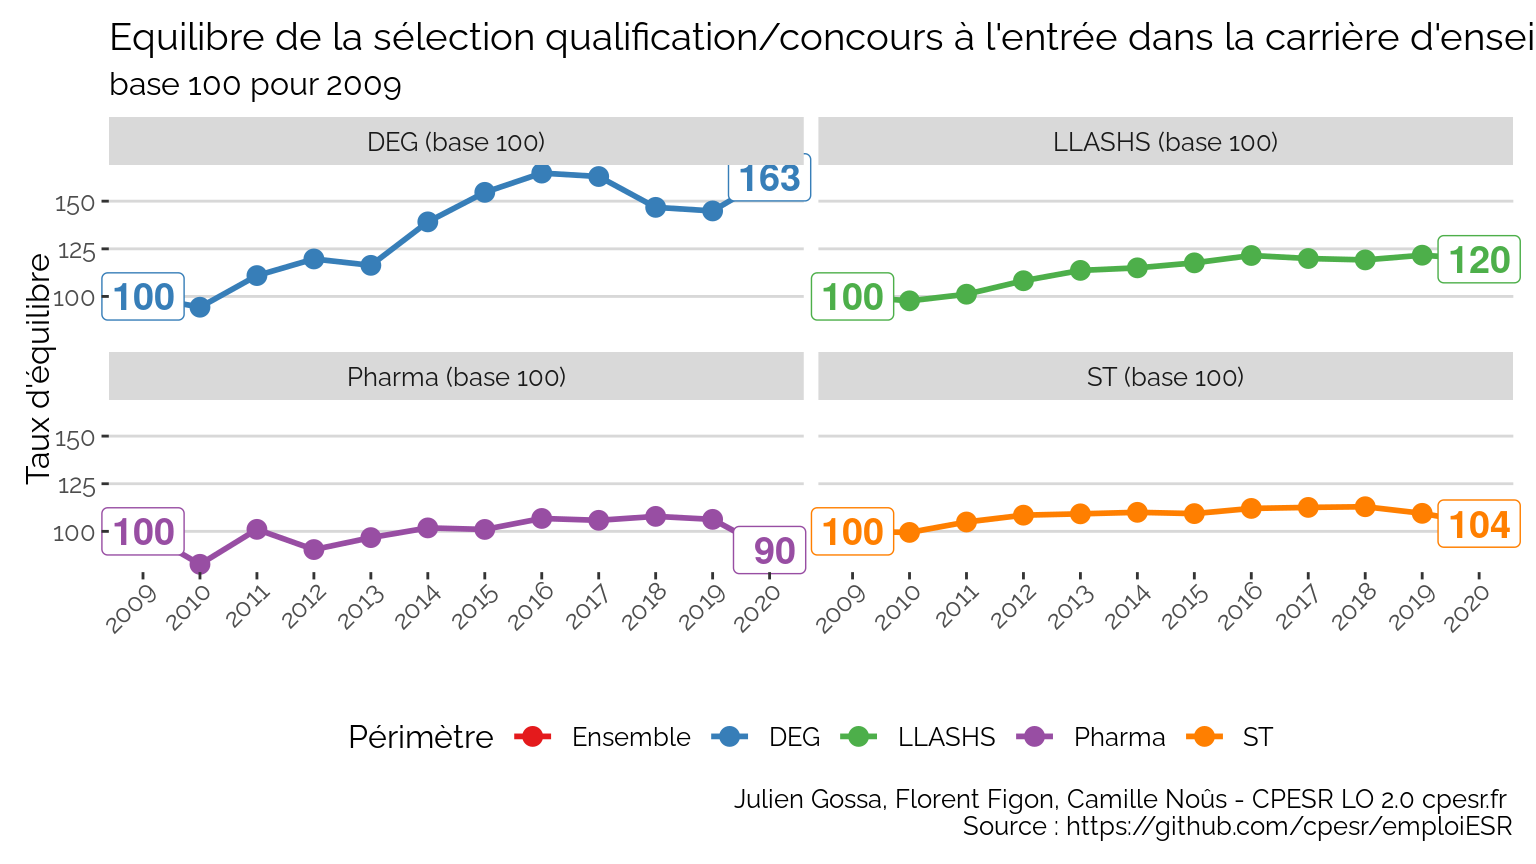 Equilibre de la sélection qualification/concours à l'entrée dans la carrière d'ensei
base 100 pour 2009
DEG (base 100)
LLASHS (base 100)
163
150
125
100
100
120
100
Taux d'équilibre
Pharma (base 100)
ST (base 100)
150
125
100
100
90
100
104
2009 2010 2011 2012 2013 2014 2015 2016 2017 2018 2019 2020
2009 2010 2011 2012 2013 2014 2015 2016 2017 2018 2019 2020
Périmètre Ensemble DEG LLASHS Pharma ST
Julien Gossa, Florent Figon, Camille Noûs - CPESR LO 2.0 cpesr.fr
Source : https://github.com/cpesr/emploiESR